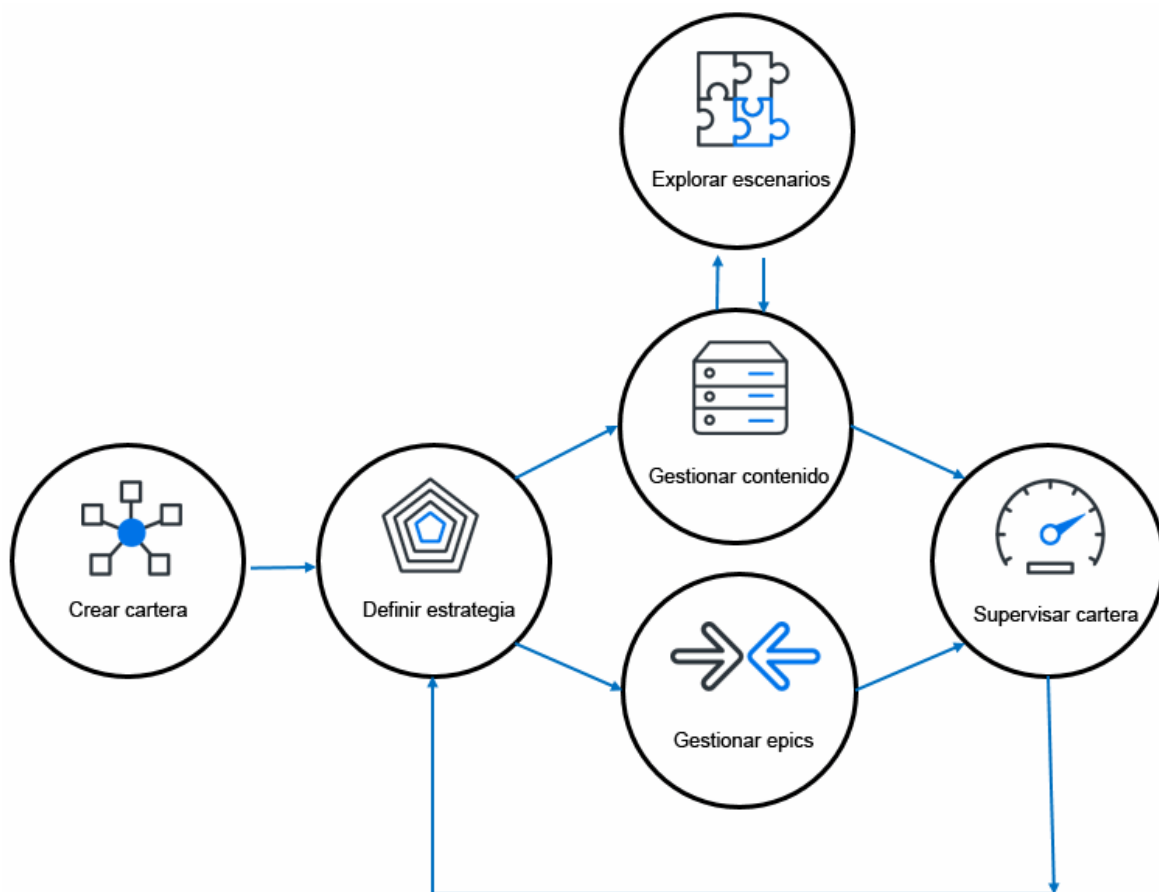 Explorar escenarios
Gestionar contenido
Crear cartera
Definir estrategia
Supervisar cartera
Gestionar epics